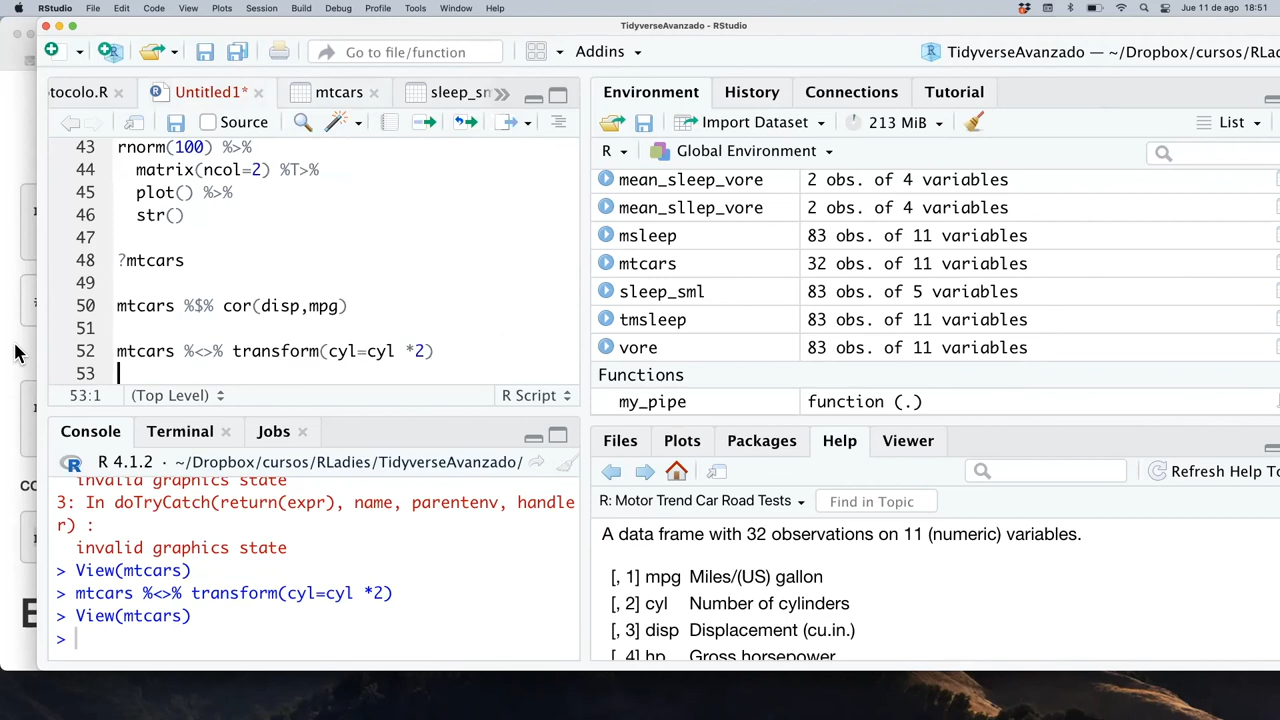 RStudio File Edit Code View Plots Session Build Debug Profile Tools Window Help Jue 11 de ago 18:51
TidyverseAvanzado - RStudio
Go to file/function Addins TidyverseAvanzado — ~/Dropbox/cursos/RLa
tocolo.R Untitled1* mtcars sleep_sm
Source
43 rnorm(100) %>%
44 matrix(ncol=2) %T>%
45 plot() %>%
46 str()
47
48 ?mtcars
49
50 mtcars %$% cor(disp,mpg)
51
52 mtcars %<>% transform(cyl=cyl *2)
53
53:1 (Top Level) R Script
Console Terminal Jobs
R 4.1.2 · ~/Dropbox/cursos/RLadies/TidyverseAvanzado/
invalid graphics state
3: In doTryCatch(return(expr), name, parentenv, handle
r) :
invalid graphics state
> View(mtcars)
> mtcars %<>% transform(cyl=cyl *2)
> View(mtcars)
>
Environment History Connections Tutorial
Import Dataset 213 MiB List
R Global Environment
mean_sleep_vore 2 obs. of 4 variables
mean_sllep_vore 2 obs. of 4 variables
msleep 83 obs. of 11 variables
mtcars 32 obs. of 11 variables
sleep_sml 83 obs. of 5 variables
tmsleep 83 obs. of 11 variables
vore 83 obs. of 11 variables
Functions
my_pipe function (.)
Files Plots Packages Help Viewer
Refresh Help To
R: Motor Trend Car Road Tests Find in Topic
A data frame with 32 observations on 11 (numeric) variables.
[, 1] mpg Miles/(US) gallon
[, 2] cyl Number of cylinders
[, 3] disp Displacement (cu.in.)
[, 4] hp Gross horsepower